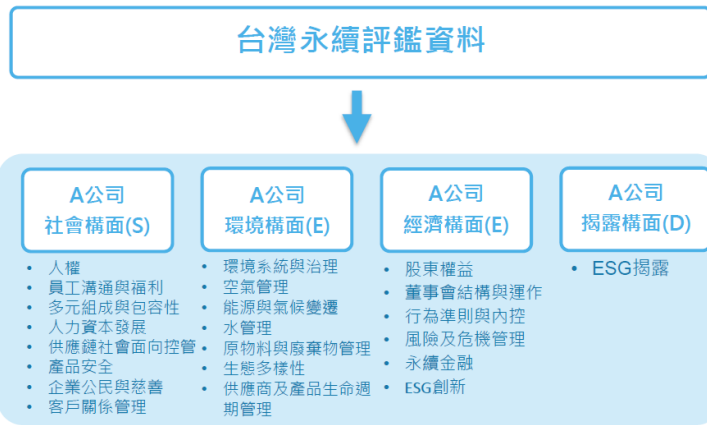 台灣永續評鑑資料
A公司
社會構面(S)
• 人權
• 員工溝通與福利
• 多元組成與包容性
• 人力資本發展
• 供應鏈社會面向控管
• 產品安全
• 企業公民與慈善
• 客戶關係管理
A公司
環境構面(E)
• 環境系統與治理
• 空氣管理
• 能源與氣候變遷
• 水管理
• 原物料與廢棄物管理
• 生態多樣性
• 供應商及產品生命週
期管理
A公司
經濟構面(E)
• 股東權益
• 董事會結構與運作
• 行為準則與內控
• 風險及危機管理
• 永續金融
• ESG創新
A公司
揭露構面(D)
• ESG揭露